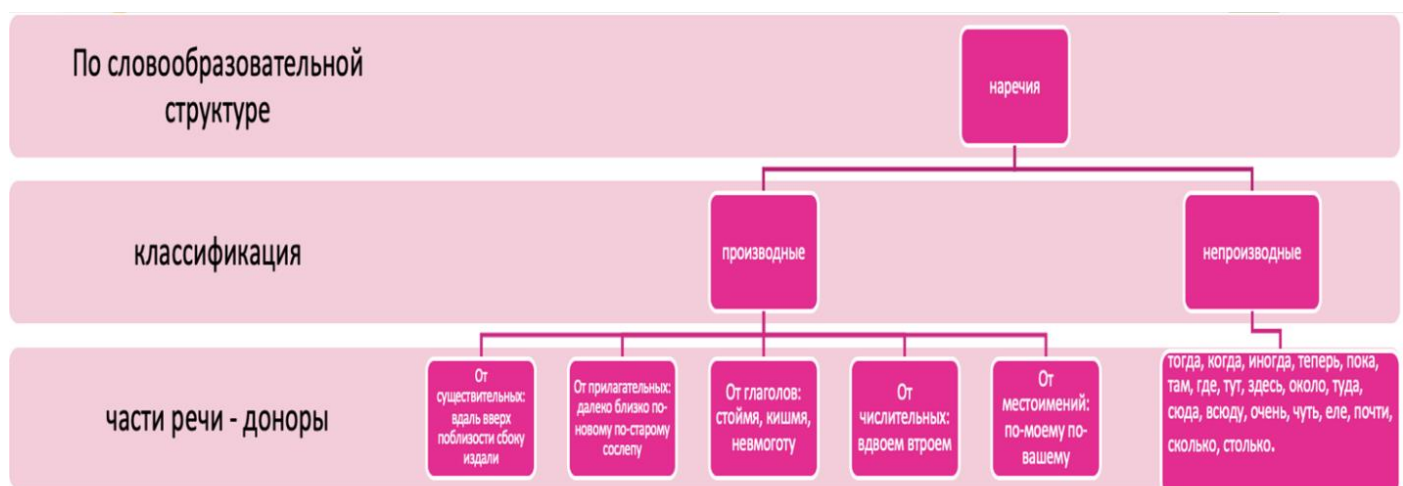 По словообразовательной
структуре
наречия
классификация
производные
непроизводные
части речи - доноры
От
существительных:
вдаль вверх
поблизости сбоку
издали
От прилагательных:
далеко близко по-
новому по-старому
сослепу
От глаголов:
стоймя, кишмя,
невмоготу
От
числительных:
вдвоем втроем
От
местоимений:
по-моему по-
вашему
тогда, когда, иногда, теперь, пока,
там, где, тут, здесь, около, туда,
сюда, всюду, очень, чуть, еле, почти,
сколько, столько.